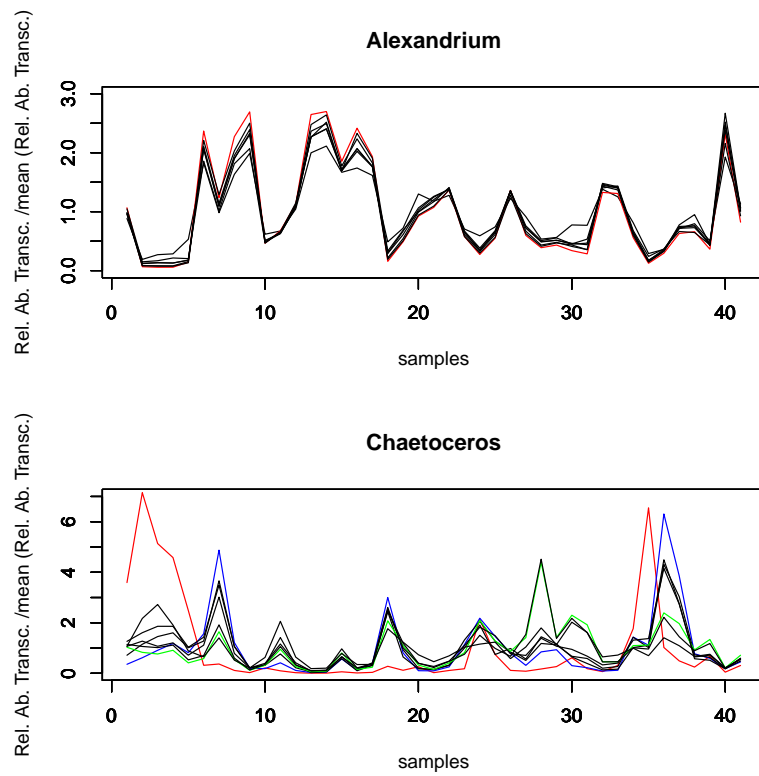 Alexandrium
Rel. Ab. Transc. /mean (Rel. Ab. Transc.)
3.0
2.0
1.0
0.0
0 10 20 30 40
samples
Chaetoceros
Rel. Ab. Transc. /mean (Rel. Ab. Transc.)
6
4
2
0
0 10 20 30 40
samples